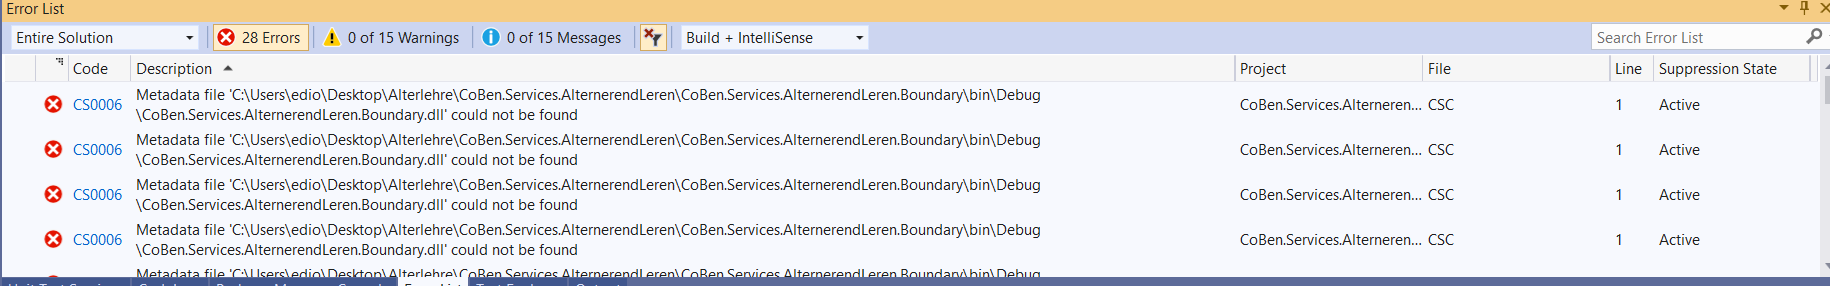 Error List
Entire Solution
28 Errors
0 of 15 Warnings
0 of 15 Messages
Build + IntelliSense
Search Error List
Code Description Project File Line Suppression State
CS0006 Metadata file 'C:\Users\edio\Desktop\Alterlehre\CoBen.Services.AlternerendLeren\CoBen.Services.AlternerendLeren.Boundary\bin\Debug
\CoBen.Services.AlternerendLeren.Boundary.dll' could not be found CoBen.Services.Alterneren... CSC 1 Active
CS0006 Metadata file 'C:\Users\edio\Desktop\Alterlehre\CoBen.Services.AlternerendLeren\CoBen.Services.AlternerendLeren.Boundary\bin\Debug
\CoBen.Services.AlternerendLeren.Boundary.dll' could not be found CoBen.Services.Alterneren... CSC 1 Active
CS0006 Metadata file 'C:\Users\edio\Desktop\Alterlehre\CoBen.Services.AlternerendLeren\CoBen.Services.AlternerendLeren.Boundary\bin\Debug
\CoBen.Services.AlternerendLeren.Boundary.dll' could not be found CoBen.Services.Alterneren... CSC 1 Active
CS0006 Metadata file 'C:\Users\edio\Desktop\Alterlehre\CoBen.Services.AlternerendLeren\CoBen.Services.AlternerendLeren.Boundary\bin\Debug
\CoBen.Services.AlternerendLeren.Boundary.dll' could not be found CoBen.Services.Alterneren... CSC 1 Active
Metadata file 'C:\Users\edio\Desktop\Alterlehre\CoBen.Services.AlternerendLeren\CoBen.Services.AlternerendLeren.Boundary\bin\Debug